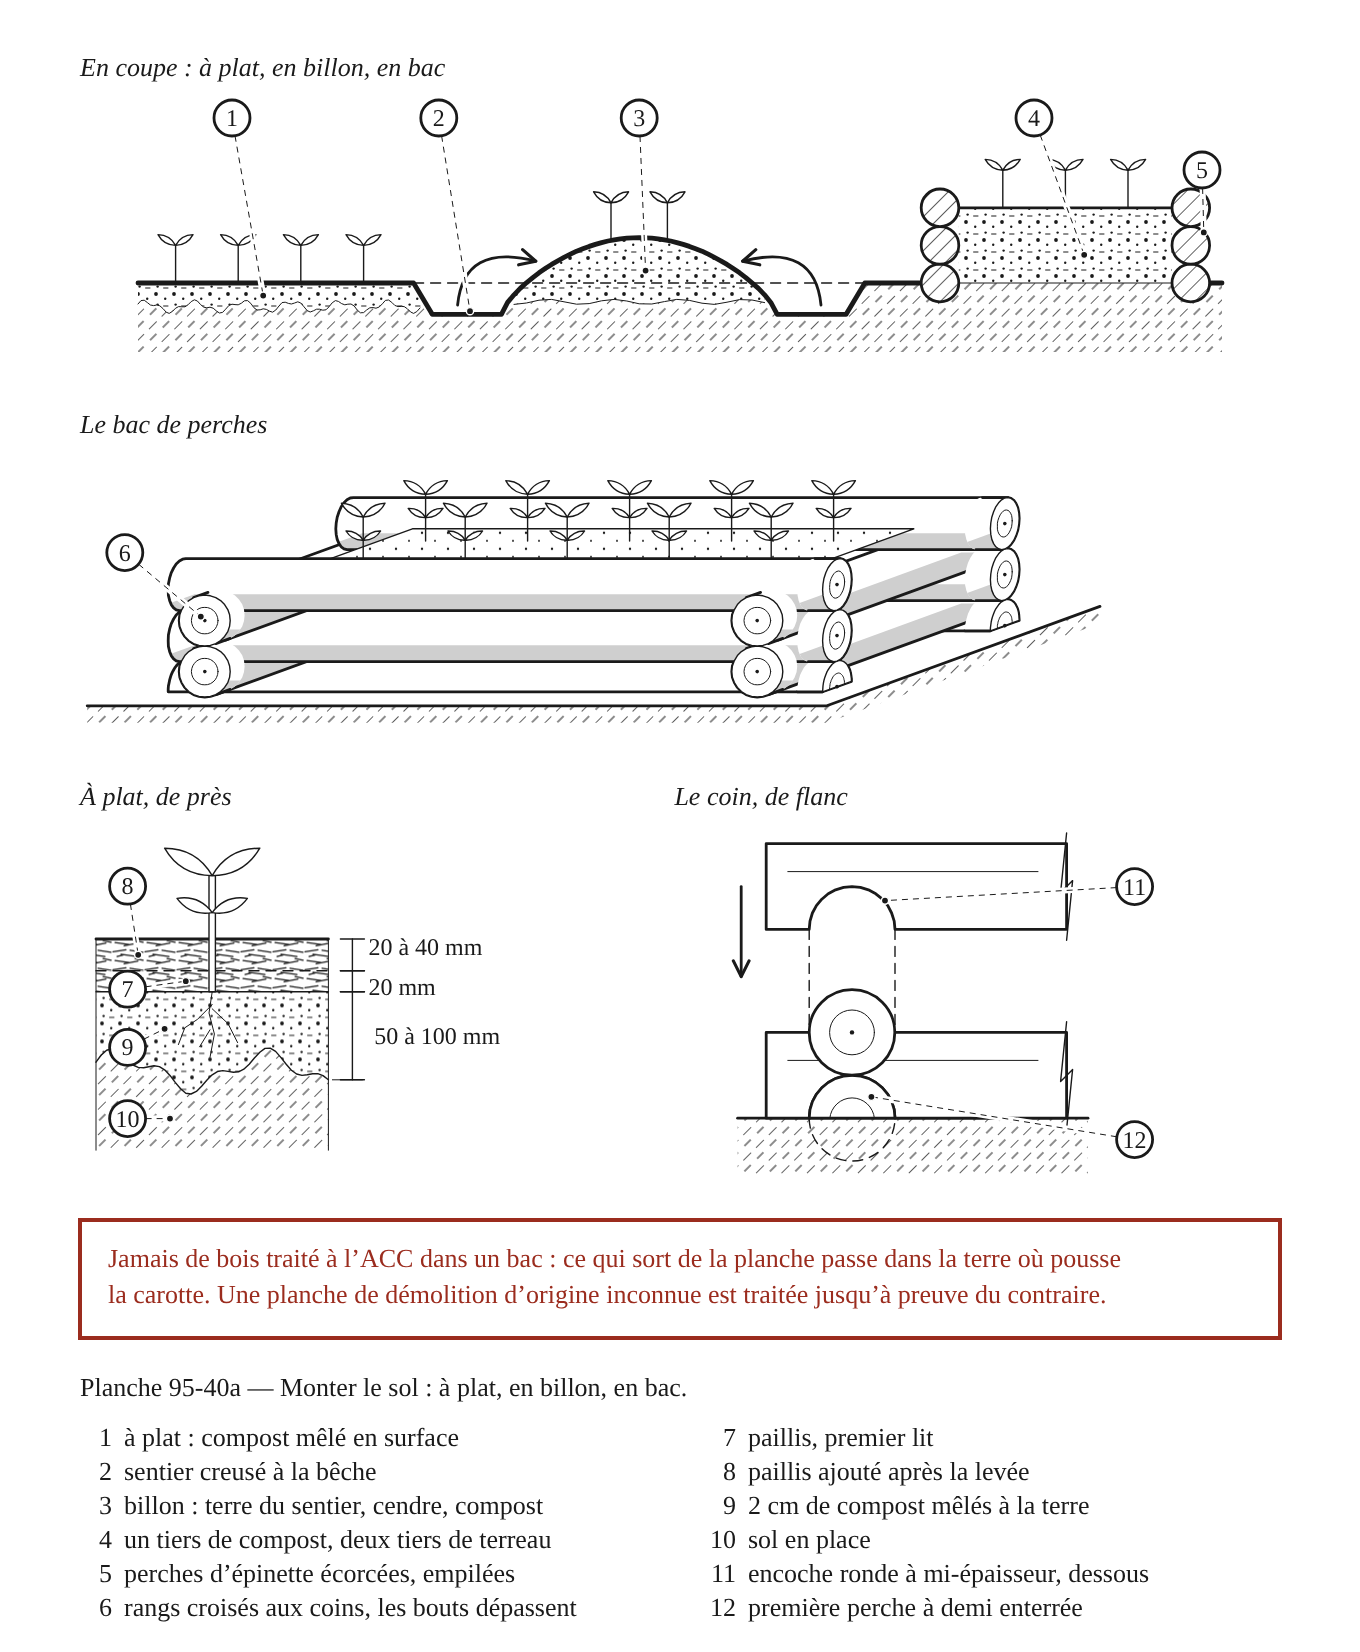 En coupe : à plat, en billon, en bac
1
2
3
4
5
Le bac de perches
6
À plat, de près
Le coin, de flanc
8
7
9
10
20 à 40 mm
20 mm
50 à 100 mm
11
12
Jamais de bois traité à l’ACC dans un bac : ce qui sort de la planche passe dans la terre où pousse
la carotte. Une planche de démolition d’origine inconnue est traitée jusqu’à preuve du contraire.
Planche 95-40a — Monter le sol : à plat, en billon, en bac.
1 à plat : compost mêlé en surface
2 sentier creusé à la bêche
3 billon : terre du sentier, cendre, compost
4 un tiers de compost, deux tiers de terreau
5 perches d’épinette écorcées, empilées
6 rangs croisés aux coins, les bouts dépassent
7 paillis, premier lit
8 paillis ajouté après la levée
9 2 cm de compost mêlés à la terre
10 sol en place
11 encoche ronde à mi-épaisseur, dessous
12 première perche à demi enterrée